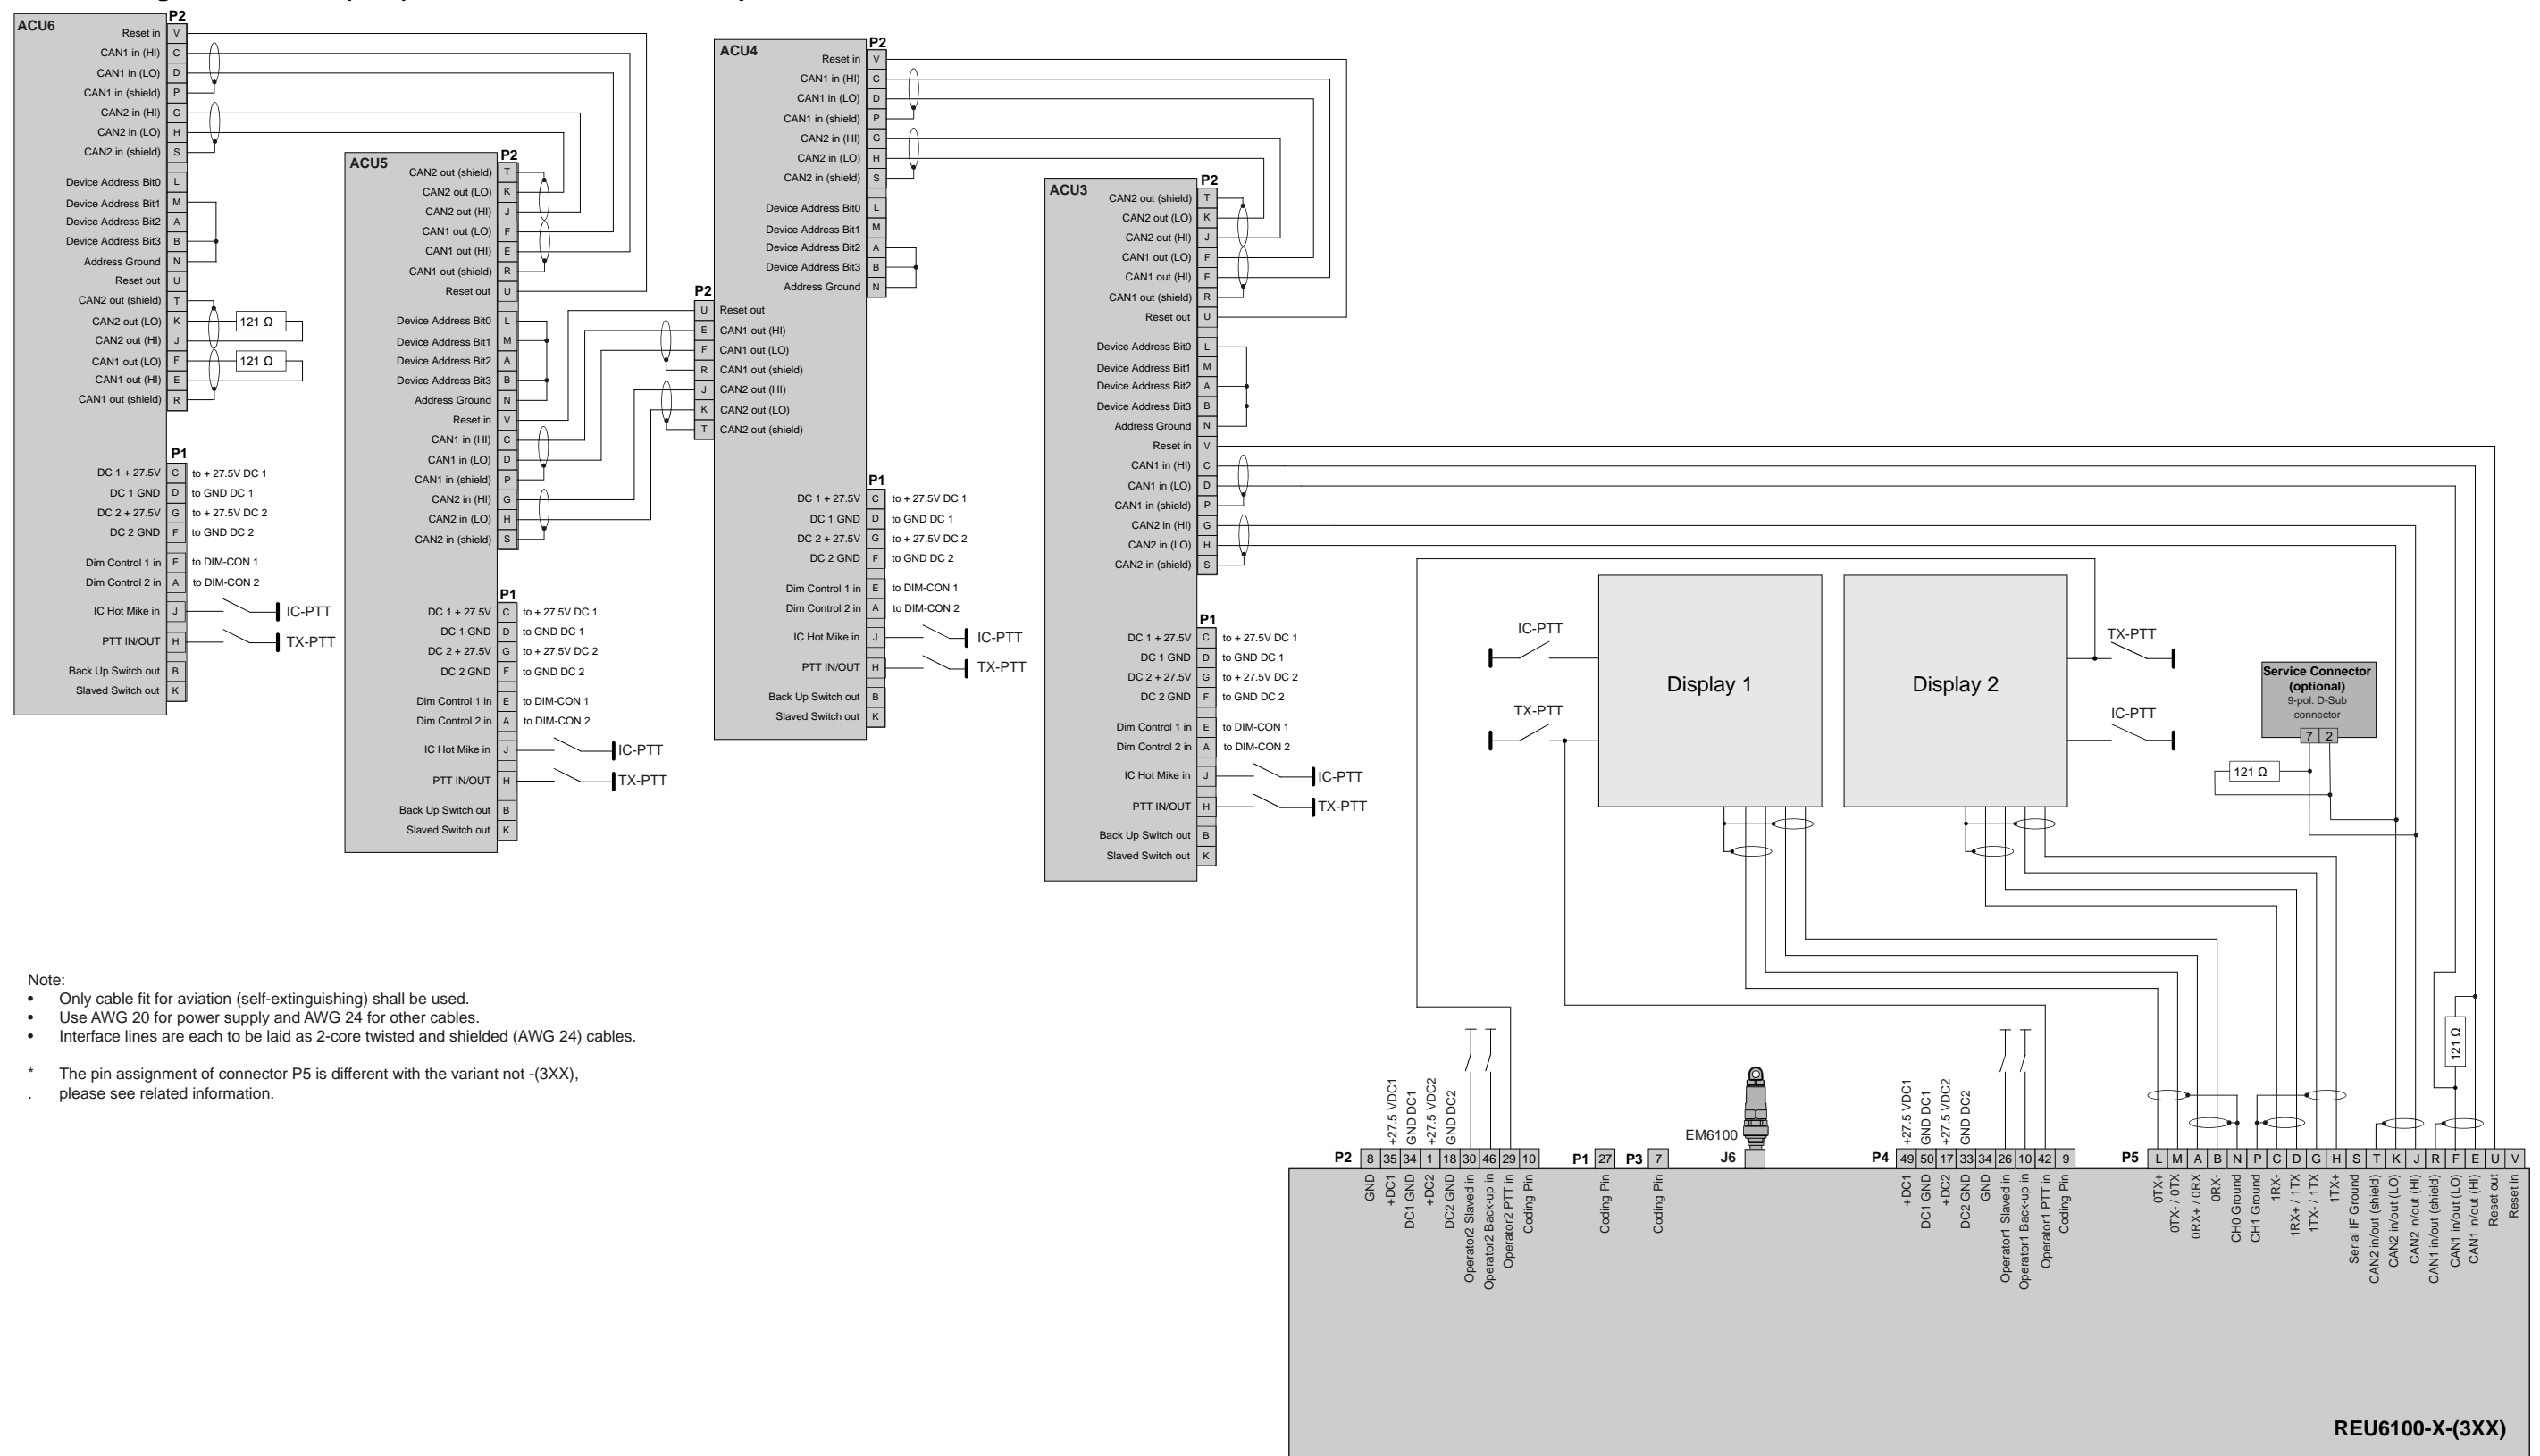 ACU6
P2
Reset in V
CAN1 in (HI) C
CAN1 in (LO) D
CAN1 in (shield) P
CAN2 in (HI) G
CAN2 in (LO) H
CAN2 in (shield) S
Device Address Bit0 L
Device Address Bit1 M
Device Address Bit2 A
Device Address Bit3 B
Address Ground N
Reset out U
CAN2 out (shield) T
CAN2 out (LO) K 121 Ω
CAN2 out (HI) J
CAN1 out (LO) F 121 Ω
CAN1 out (HI) E
CAN1 out (shield) R
P1
DC 1 + 27.5V C to + 27.5V DC 1
DC 1 GND D to GND DC 1
DC 2 + 27.5V G to + 27.5V DC 2
DC 2 GND F to GND DC 2
Dim Control 1 in E to DIM-CON 1
Dim Control 2 in A to DIM-CON 2
IC Hot Mike in J IC-PTT
PTT IN/OUT H TX-PTT
Back Up Switch out B
Slaved Switch out K
ACU5
P2
CAN2 out (shield) T
CAN2 out (LO) K
CAN2 out (HI) J
CAN1 out (LO) F
CAN1 out (HI) E
CAN1 out (shield) R
Reset out U
Device Address Bit0 L
Device Address Bit1 M
Device Address Bit2 A
Device Address Bit3 B
Address Ground N
Reset in V
CAN1 in (HI) C
CAN1 in (LO) D
CAN1 in (shield) P
CAN2 in (HI) G
CAN2 in (LO) H
CAN2 in (shield) S
P1
DC 1 + 27.5V C to + 27.5V DC 1
DC 1 GND D to GND DC 1
DC 2 + 27.5V G to + 27.5V DC 2
DC 2 GND F to GND DC 2
Dim Control 1 in E to DIM-CON 1
Dim Control 2 in A to DIM-CON 2
IC Hot Mike in J IC-PTT
PTT IN/OUT H TX-PTT
Back Up Switch out B
Slaved Switch out K
ACU4
P2
Reset in V
CAN1 in (HI) C
CAN1 in (LO) D
CAN1 in (shield) P
CAN2 in (HI) G
CAN2 in (LO) H
CAN2 in (shield) S
Device Address Bit0 L
Device Address Bit1 M
Device Address Bit2 A
Device Address Bit3 B
Address Ground N
P2
U Reset out
E CAN1 out (HI)
F CAN1 out (LO)
R CAN1 out (shield)
J CAN2 out (HI)
K CAN2 out (LO)
T CAN2 out (shield)
P1
DC 1 + 27.5V C to + 27.5V DC 1
DC 1 GND D to GND DC 1
DC 2 + 27.5V G to + 27.5V DC 2
DC 2 GND F to GND DC 2
Dim Control 1 in E to DIM-CON 1
Dim Control 2 in A to DIM-CON 2
IC Hot Mike in J IC-PTT
PTT IN/OUT H TX-PTT
Back Up Switch out B
Slaved Switch out K
ACU3
P2
CAN2 out (shield) T
CAN2 out (LO) K
CAN2 out (HI) J
CAN1 out (LO) F
CAN1 out (HI) E
CAN1 out (shield) R
Reset out U
Device Address Bit0 L
Device Address Bit1 M
Device Address Bit2 A
Device Address Bit3 B
Address Ground N
Reset in V
CAN1 in (HI) C
CAN1 in (LO) D
CAN1 in (shield) P
CAN2 in (HI) G
CAN2 in (LO) H
CAN2 in (shield) S
P1
DC 1 + 27.5V C to + 27.5V DC 1
DC 1 GND D to GND DC 1
DC 2 + 27.5V G to + 27.5V DC 2
DC 2 GND F to GND DC 2
Dim Control 1 in E to DIM-CON 1
Dim Control 2 in A to DIM-CON 2
IC Hot Mike in J IC-PTT
PTT IN/OUT H TX-PTT
Back Up Switch out B
Slaved Switch out K
IC-PTT
TX-PTT
Display 1
Display 2
TX-PTT
IC-PTT
Service Connector
(optional)
9-pol. D-Sub
connector
7 2
121 Ω
121 Ω
Note:
• Only cable fit for aviation (self-extinguishing) shall be used.
• Use AWG 20 for power supply and AWG 24 for other cables.
• Interface lines are each to be laid as 2-core twisted and shielded (AWG 24) cables.
* The pin assignment of connector P5 is different with the variant not -(3XX),
. please see related information.
+27.5 VDC1
GND DC1
+27.5 VDC2
GND DC2
P2 8 35 34 1 18 30 46 29 10
GND
+DC1
DC1 GND
+DC2
DC2 GND
Operator2 Slaved in
Operator2 Back-up in
Operator2 PTT in
Coding Pin
P1 27
Coding Pin
P3 7
Coding Pin
EM6100
J6
+27.5 VDC1
GND DC1
+27.5 VDC2
GND DC2
P4 49 50 17 33 34 26 10 42 9
+DC1
DC1 GND
+DC2
DC2 GND
GND
Operator1 Slaved in
Operator1 Back-up in
Operator1 PTT in
Coding Pin
P5 L M A B N P C D G H S T K J R F E U V
0TX+
0TX- / 0TX
0RX+ / 0RX
0RX-
CH0 Ground
CH1 Ground
1RX-
1RX+ / 1TX
1TX- / 1TX
1TX+
Serial IF Ground
CAN2 in/out (shield)
CAN2 in/out (LO)
CAN2 in/out (HI)
CAN1 in/out (shield)
CAN1 in/out (LO)
CAN1 in/out (HI)
Reset out
Reset in
REU6100-X-(3XX)